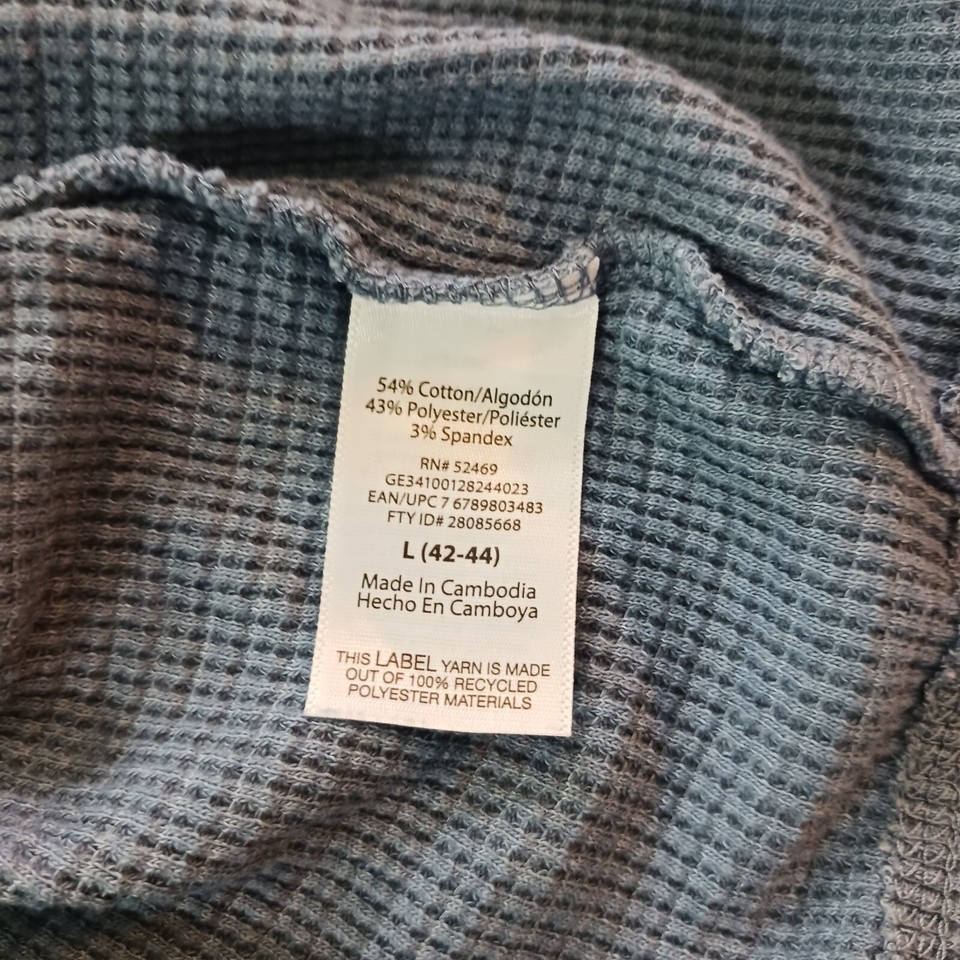 54% Cotton/Algodón
43% Polyester/Poliéster
3% Spandex
RN# 52469
GE34100128244023
EAN/UPC 7 6789803483
FTY ID# 28085668
L (42-44)
Made In Cambodia
Hecho En Camboya
THIS LABEL YARN IS MADE
OUT OF 100% RECYCLED
POLYESTER MATERIALS